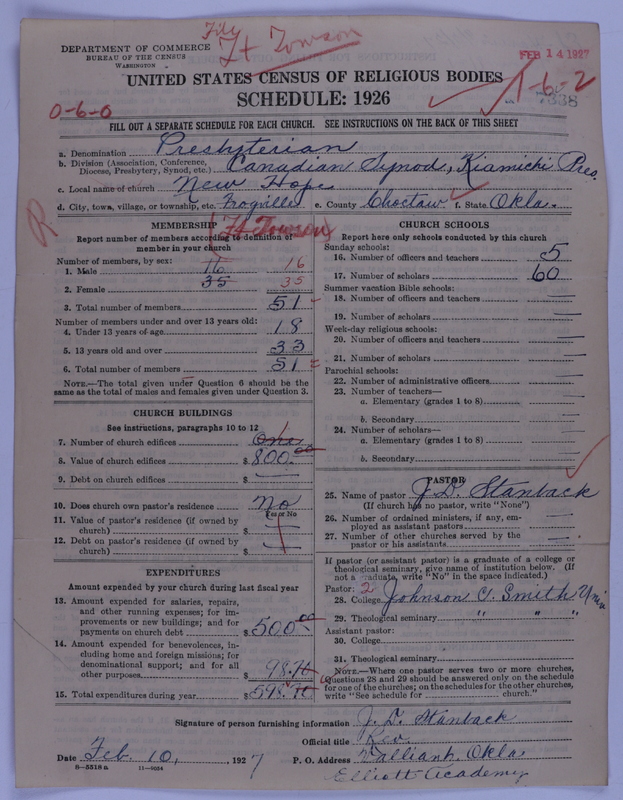 DEPARTMENT OF COMMERCE
BUREAU OF THE CENSUS
WASHINGTON
Ft Towson
FEB 14 1927
1-6-2
UNITED STATES CENSUS OF RELIGIOUS BODIES
SCHEDULE: 1926
0-6-0
FILL OUT A SEPARATE SCHEDULE FOR EACH CHURCH. SEE INSTRUCTIONS ON THE BACK OF THIS SHEET
a. Denomination Presbyterian
b. Division (Association, Conference, Diocese, Presbytery, Synod, etc.) Canadian Synod, Kiamichi Pres.
c. Local name of church New Hope
d. City, town, village, or township, etc. Frogville e. County Choctaw f. State Okla.
R
Ft Towson
MEMBERSHIP
Report number of members according to definition of
member in your church
Number of members, by sex:
1. Male 16 16
2. Female 35 35
3. Total number of members 51
Number of members under and over 13 years old:
4. Under 13 years of age 18
5. 13 years old and over 33
6. Total number of members 51
NOTE.—The total given under Question 6 should be the
same as the total of males and females given under Question 3.
CHURCH BUILDINGS
See instructions, paragraphs 10 to 12
7. Number of church edifices One
8. Value of church edifices $800.00
9. Debt on church edifices $ —
10. Does church own pastor's residence No
Yes or No
11. Value of pastor's residence (if owned by
church) $
12. Debt on pastor's residence (if owned by
church) $
EXPENDITURES
Amount expended by your church during last fiscal year
13. Amount expended for salaries, repairs,
and other running expenses; for im-
provements or new buildings; and for
payments on church debt $500.00
14. Amount expended for benevolences, in-
cluding home and foreign missions; for
denominational support; and for all
other purposes $98.70
15. Total expenditures during year $598.70
CHURCH SCHOOLS
Report here only schools conducted by this church
Sunday schools:
16. Number of officers and teachers 5
17. Number of scholars 60
Summer vacation Bible schools:
18. Number of officers and teachers —
19. Number of scholars —
Week-day religious schools:
20. Number of officers and teachers —
21. Number of scholars —
Parochial schools:
22. Number of administrative officers —
23. Number of teachers—
a. Elementary (grades 1 to 8) —
b. Secondary —
24. Number of scholars—
a. Elementary (grades 1 to 8) —
b. Secondary —
PASTOR
25. Name of pastor J. D. Stanback
(If church has no pastor, write "None")
26. Number of ordained ministers, if any, em-
ployed as assistant pastors —
27. Number of other churches served by the
pastor or his assistants —
If pastor (or assistant pastor) is a graduate of a college or
theological seminary, give name of institution below. (If
not a graduate, write "No" in the space indicated.)
Pastor: 2
28. College Johnson C. Smith Univ
29. Theological seminary " " "
Assistant pastor:
30. College
31. Theological seminary
NOTE.—Where one pastor serves two or more churches,
Questions 28 and 29 should be answered only on the schedule
for one of the churches; on the schedules for the other churches,
write "See schedule for church."
Signature of person furnishing information J. D. Stanback
Official title Rev.
Date Feb. 10, 1927 P. O. Address Valliant, Okla.
8—5518a 11—9054
Elliott Academy